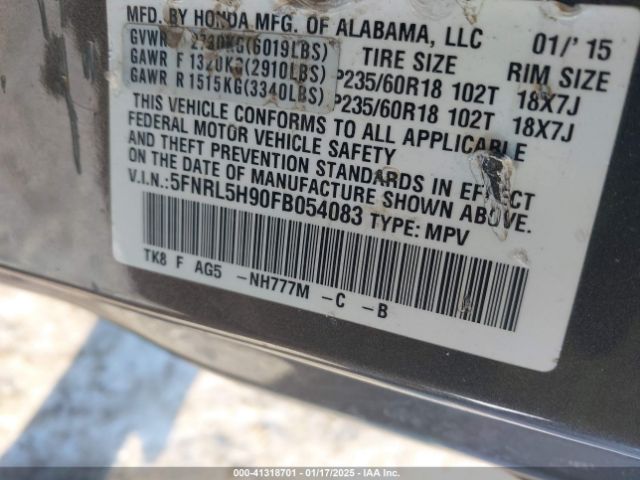 MFD. BY HONDA MFG. OF ALABAMA, LLC 01/'15
GVWR 2730KG(6019LBS) TIRE SIZE RIM SIZE
GAWR F 1320KG(2910LBS) P235/60R18 102T 18X7J
GAWR R 1515KG(3340LBS) P235/60R18 102T 18X7J
THIS VEHICLE CONFORMS TO ALL APPLICABLE
FEDERAL MOTOR VEHICLE SAFETY
AND THEFT PREVENTION STANDARDS IN EFFECT
ON THE DATE OF MANUFACTURE SHOWN ABOVE.
V.I.N.:5FNRL5H90FB054083 TYPE: MPV
TK8 F AG5 -NH777M -C -B
000-41318701 - 01/17/2025 - IAA Inc.